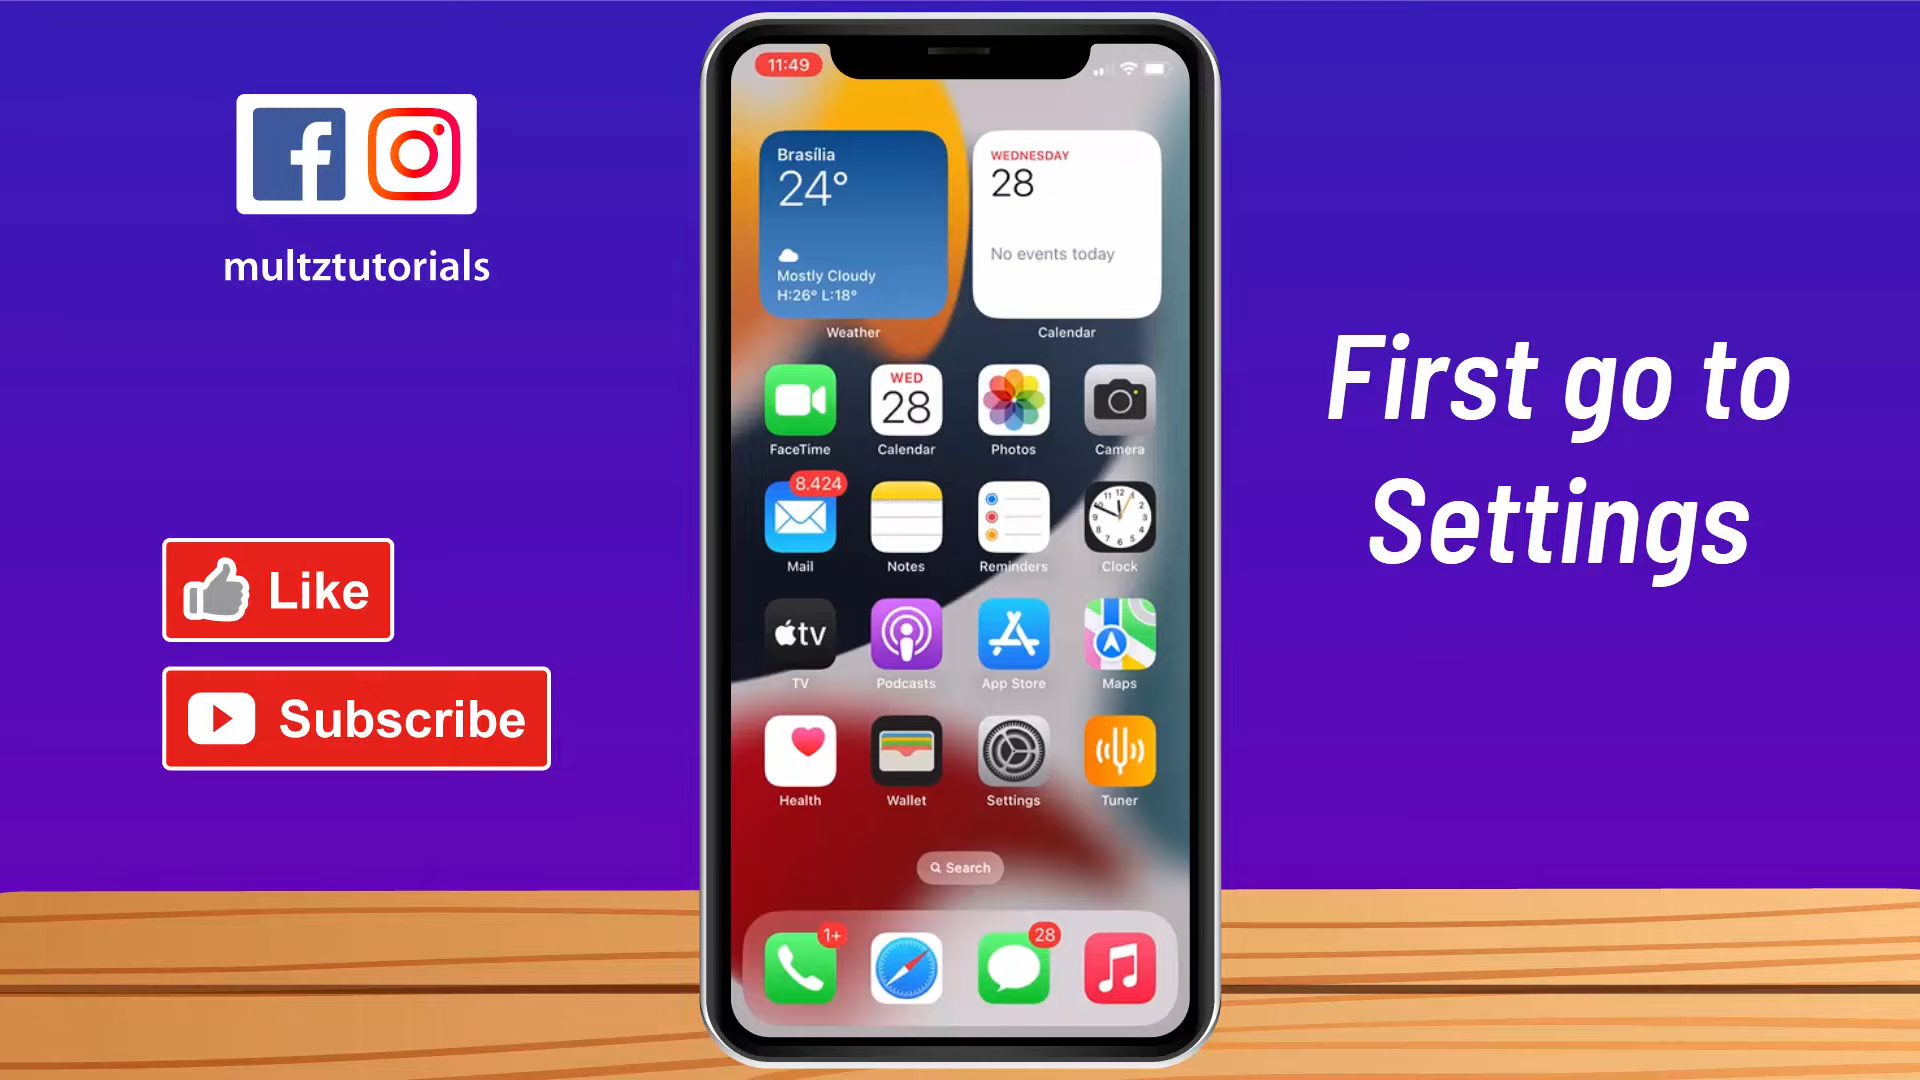 multztutorials
Like
Subscribe
11:49
Brasília
24°
Mostly Cloudy
H:26° L:18°
Weather
WEDNESDAY
28
No events today
Calendar
FaceTime
WED
28
Calendar
Photos
Camera
8.424
Mail
Notes
Reminders
Clock
tv
TV
Podcasts
App Store
Maps
Health
Wallet
Settings
Tuner
Search
1+
28
First go to
Settings